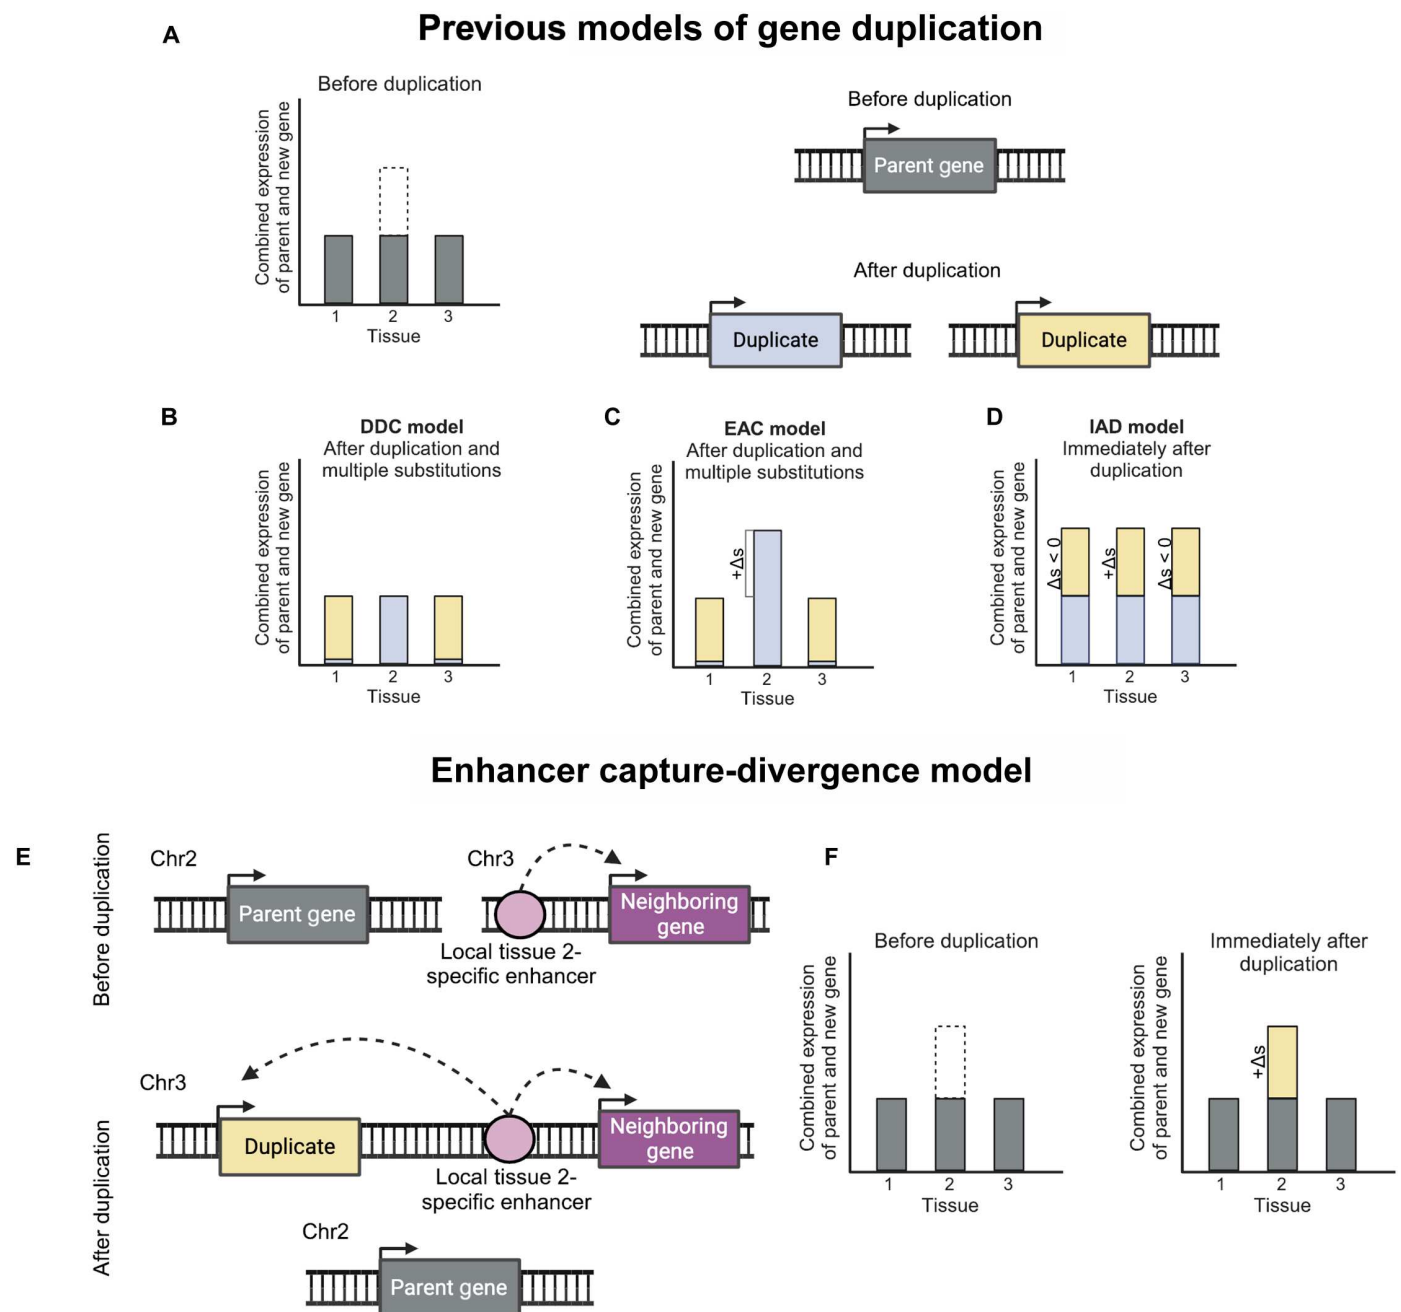 Previous models of gene duplication
A
Before duplication
Combined expression
of parent and new gene
1 2 3
Tissue
Before duplication
Parent gene
After duplication
Duplicate
Duplicate
B
DDC model
After duplication and
multiple substitutions
Combined expression
of parent and new gene
1 2 3
Tissue
C
EAC model
After duplication and
multiple substitutions
Combined expression
of parent and new gene
+Δs
1 2 3
Tissue
D
IAD model
Immediately after
duplication
Combined expression
of parent and new gene
Δs < 0
+Δs
Δs < 0
1 2 3
Tissue
Enhancer capture-divergence model
E
Before duplication
Chr2
Parent gene
Chr3
Neighboring
gene
Local tissue 2-
specific enhancer
After duplication
Chr3
Duplicate
Neighboring
gene
Local tissue 2-
specific enhancer
Chr2
Parent gene
F
Before duplication
Combined expression
of parent and new gene
1 2 3
Tissue
Immediately after
duplication
Combined expression
of parent and new gene
+Δs
1 2 3
Tissue